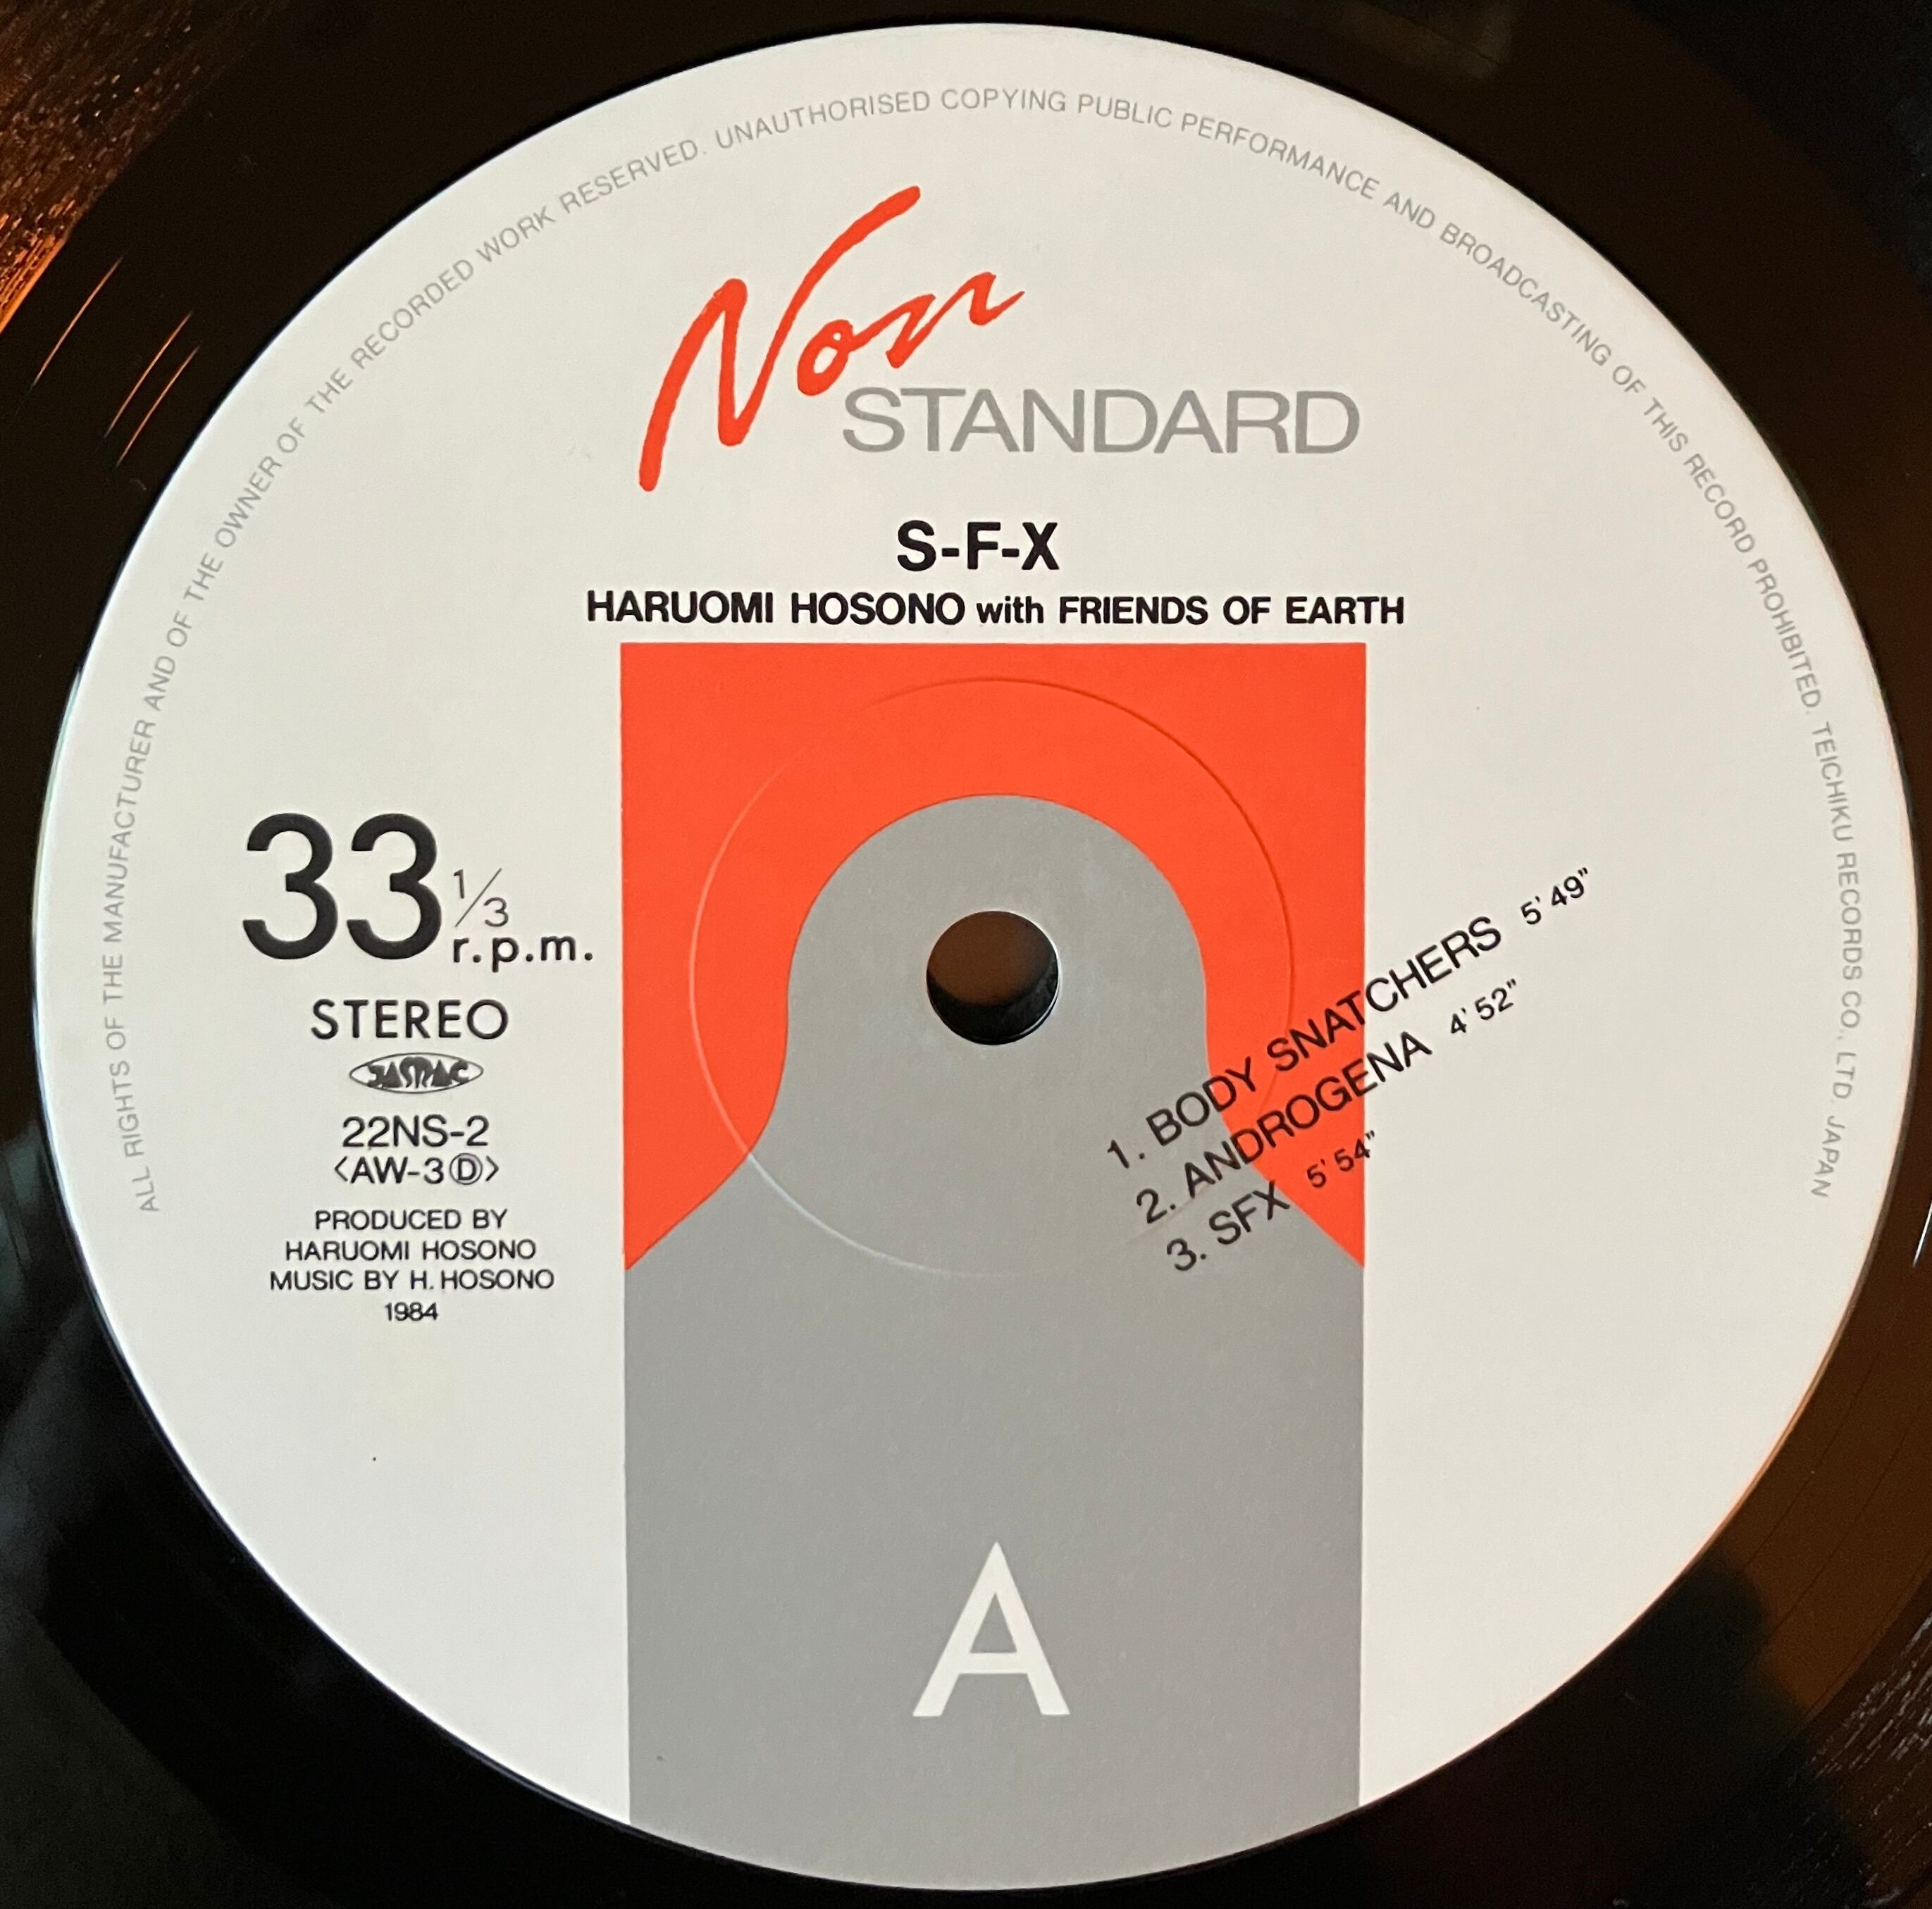 ALL RIGHTS OF THE MANUFACTURER AND OF THE OWNER OF THE RECORDED WORK RESERVED. UNAUTHORISED COPYING PUBLIC PERFORMANCE AND BROADCASTING OF THIS RECORD PROHIBITED. TEICHIKU RECORDS CO., LTD. JAPAN
Non
STANDARD
S-F-X
HARUOMI HOSONO with FRIENDS OF EARTH
33 1/3
r.p.m.
STEREO
JASRAC
22NS-2
<AW-3Ⓓ>
PRODUCED BY
HARUOMI HOSONO
MUSIC BY H. HOSONO
1984
1. BODY SNATCHERS 5' 49"
2. ANDROGENA 4' 52"
3. SFX 5' 54"
A